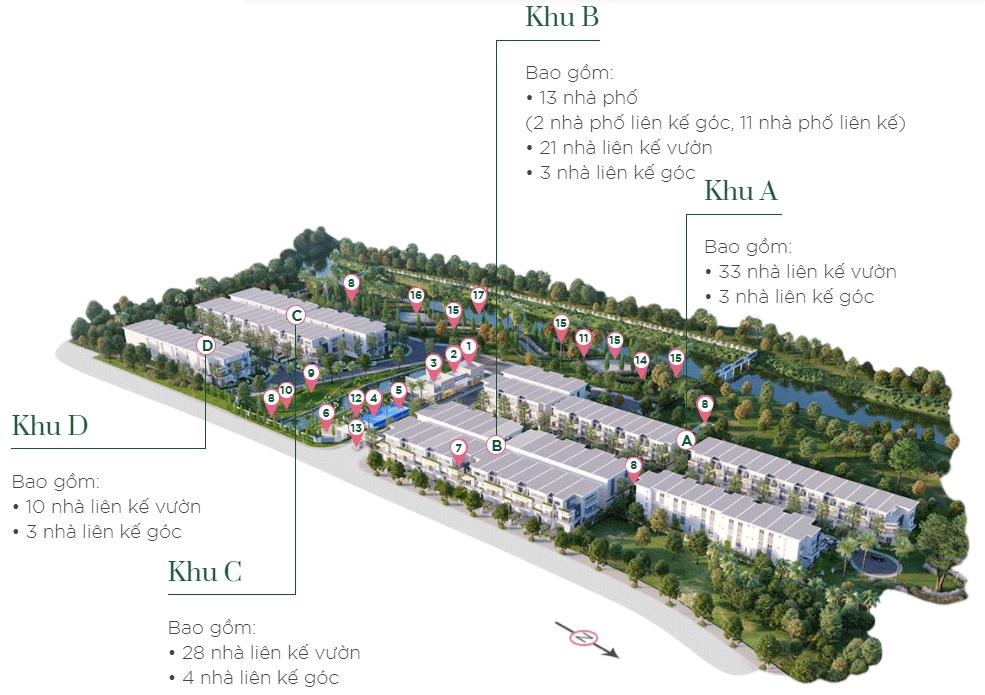 Khu B
Bao gồm:
• 13 nhà phố
(2 nhà phố liên kế góc, 11 nhà phố liên kế)
• 21 nhà liên kế vườn
• 3 nhà liên kế góc
Khu A
Bao gồm:
• 33 nhà liên kế vườn
• 3 nhà liên kế góc
8
16
15
17
C
D
15
11
15
14
15
1
2
3
9
10
8
12
4
5
6
13
8
A
B
7
8
Khu D
Bao gồm:
• 10 nhà liên kế vườn
• 3 nhà liên kế góc
Khu C
Bao gồm:
• 28 nhà liên kế vườn
• 4 nhà liên kế góc
N